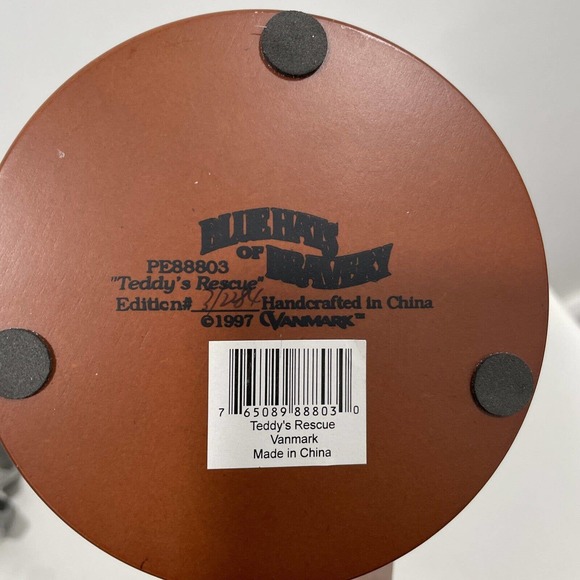 BLUE HATS
OF BRAVERY
PE88803
"Teddy's Rescue"
Edition# Handcrafted in China
©1997 VANMARK™
7 65089 88803 0
Teddy's Rescue
Vanmark
Made in China